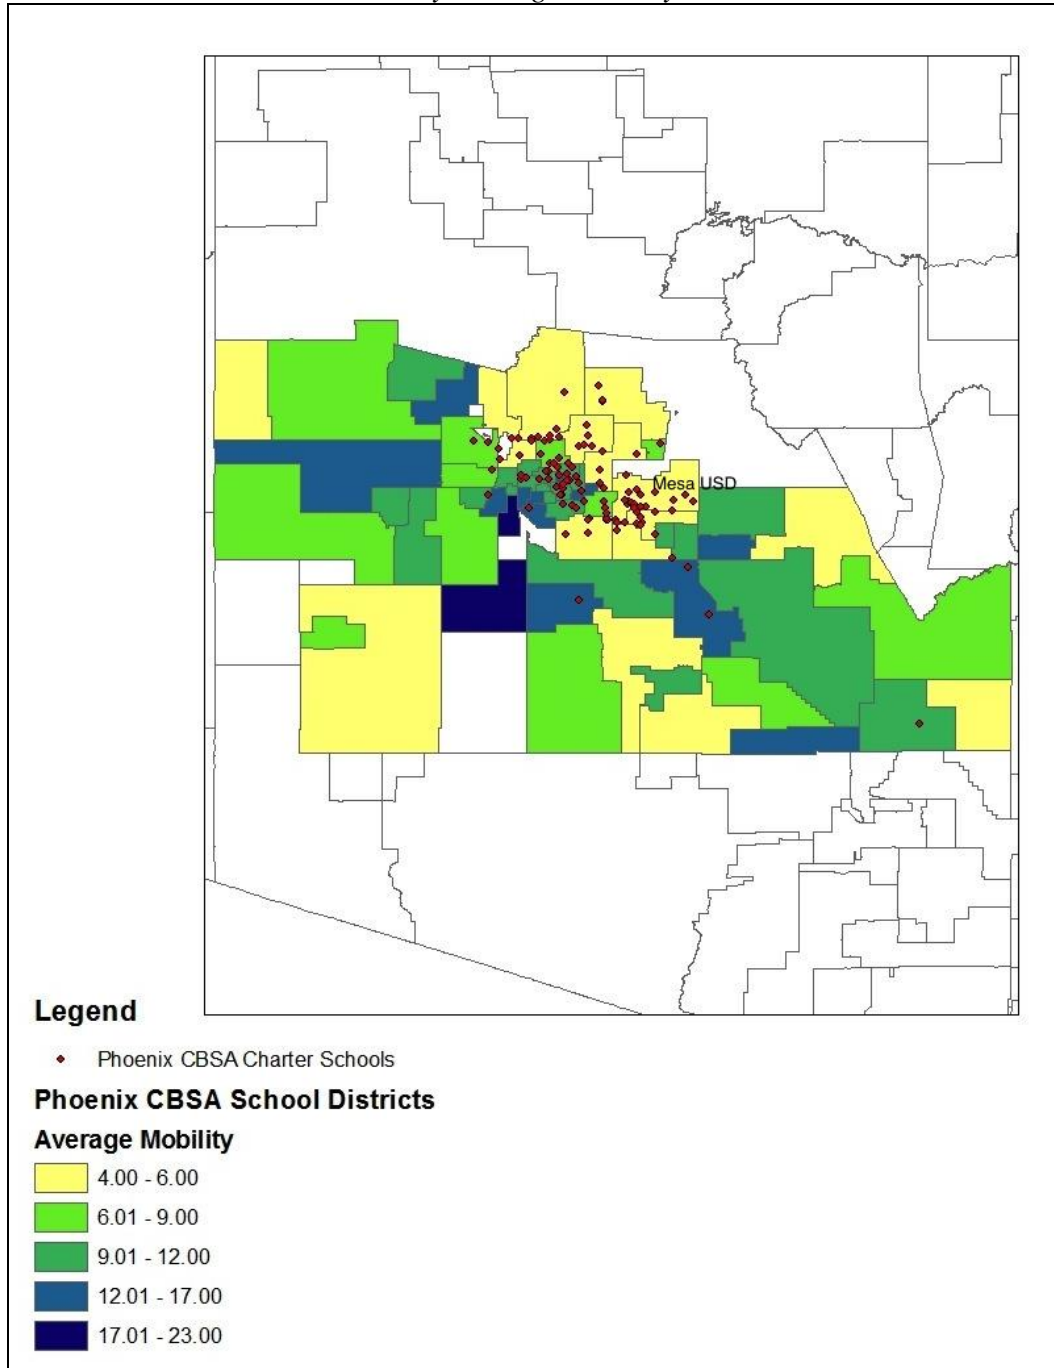 Mesa USD
Legend
Phoenix CBSA Charter Schools
Phoenix CBSA School Districts
Average Mobility
4.00 - 6.00
6.01 - 9.00
9.01 - 12.00
12.01 - 17.00
17.01 - 23.00